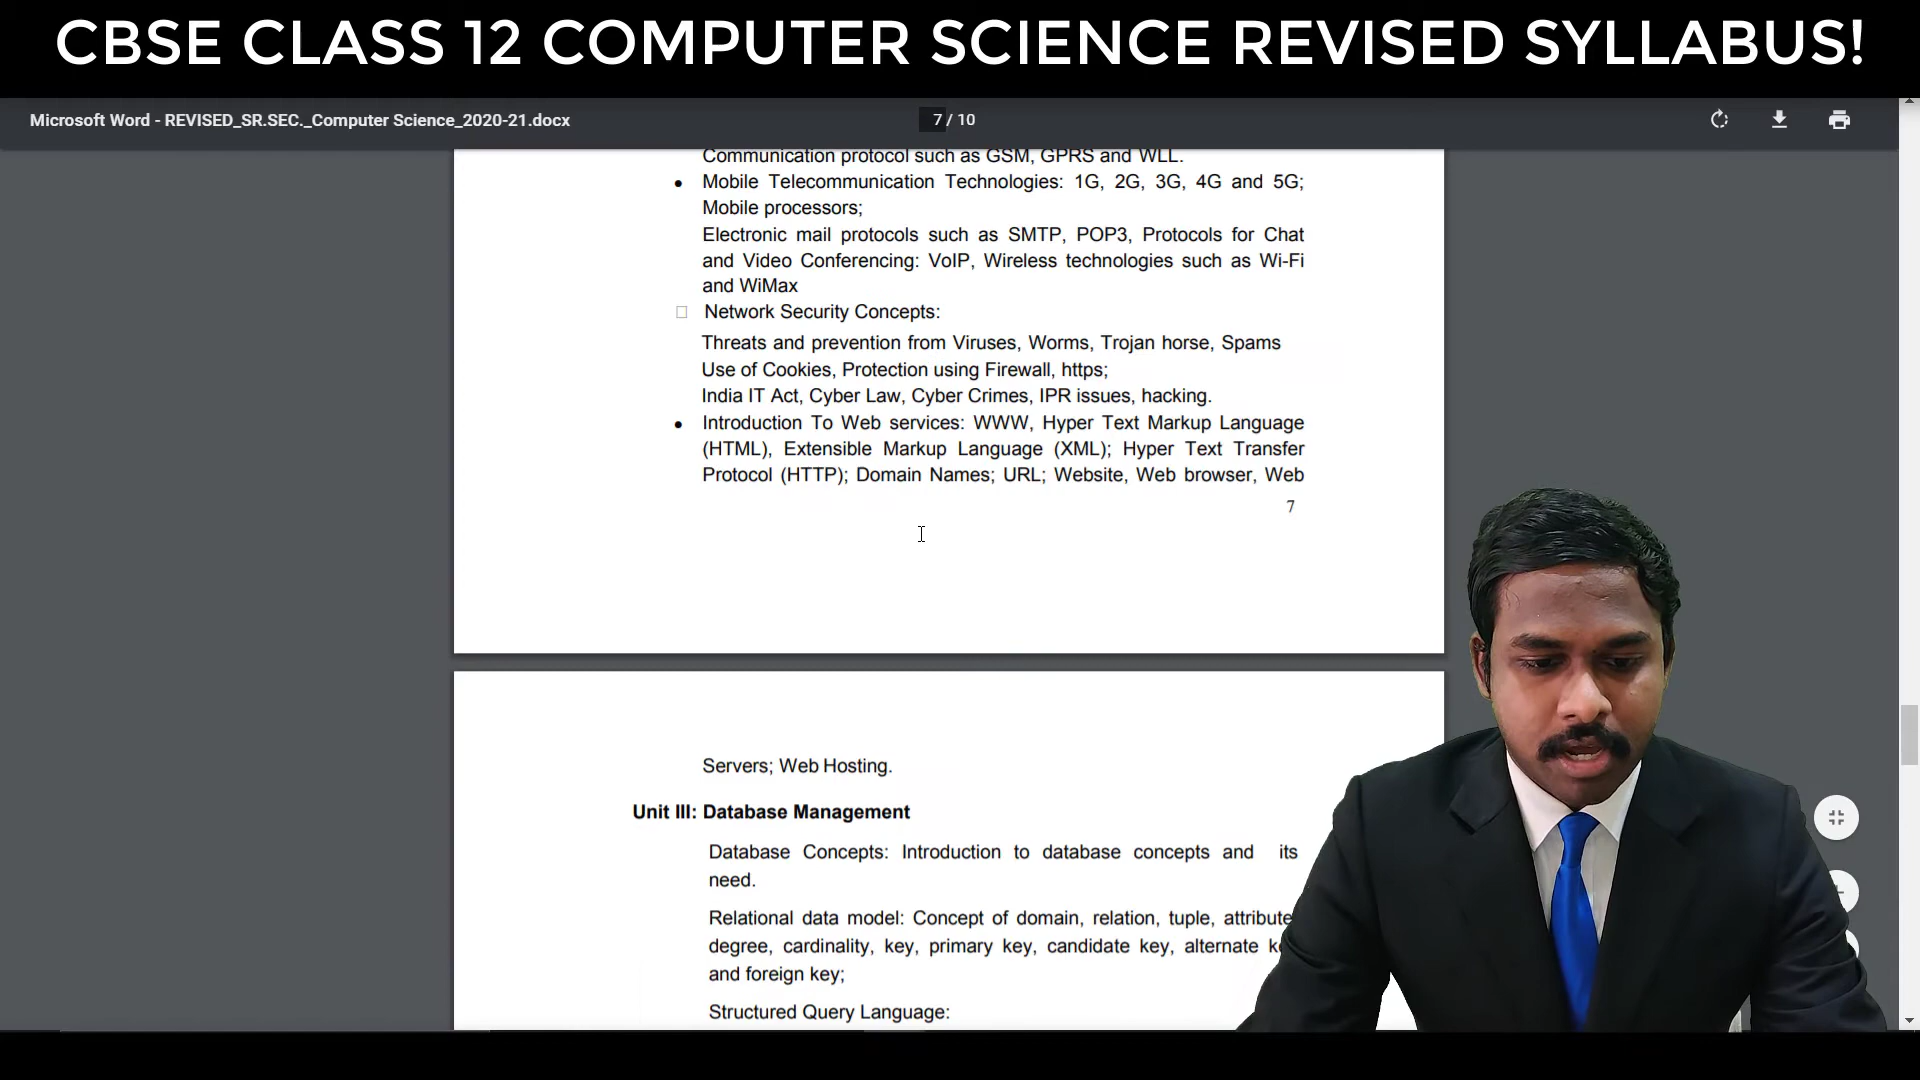 CBSE CLASS 12 COMPUTER SCIENCE REVISED SYLLABUS!
Microsoft Word - REVISED_SR.SEC._Computer Science_2020-21.docx
7 / 10
Communication protocol such as GSM, GPRS and WLL.
• Mobile Telecommunication Technologies: 1G, 2G, 3G, 4G and 5G;
Mobile processors;
Electronic mail protocols such as SMTP, POP3, Protocols for Chat
and Video Conferencing: VoIP, Wireless technologies such as Wi-Fi
and WiMax
□ Network Security Concepts:
Threats and prevention from Viruses, Worms, Trojan horse, Spams
Use of Cookies, Protection using Firewall, https;
India IT Act, Cyber Law, Cyber Crimes, IPR issues, hacking.
• Introduction To Web services: WWW, Hyper Text Markup Language
(HTML), Extensible Markup Language (XML); Hyper Text Transfer
Protocol (HTTP); Domain Names; URL; Website, Web browser, Web
7
Servers; Web Hosting.
Unit III: Database Management
Database Concepts: Introduction to database concepts and its
need.
Relational data model: Concept of domain, relation, tuple, attribute
degree, cardinality, key, primary key, candidate key, alternate
and foreign key;
Structured Query Language: